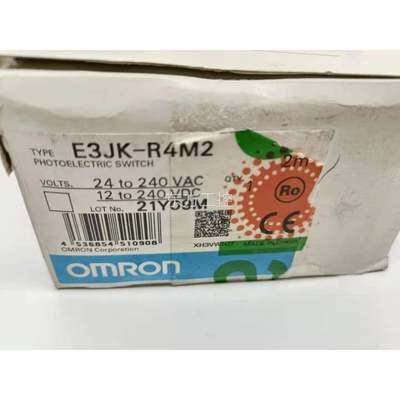 TYPE E3JK-R4M2
PHOTOELECTRIC SWITCH
2m
VOLTS. 24 to 240 VAC
12 to 240 VDC
QTY. 1
Ro
LOT No. 21Y09M
CE
4 536854 510908
OMRON Corporation
OMRON